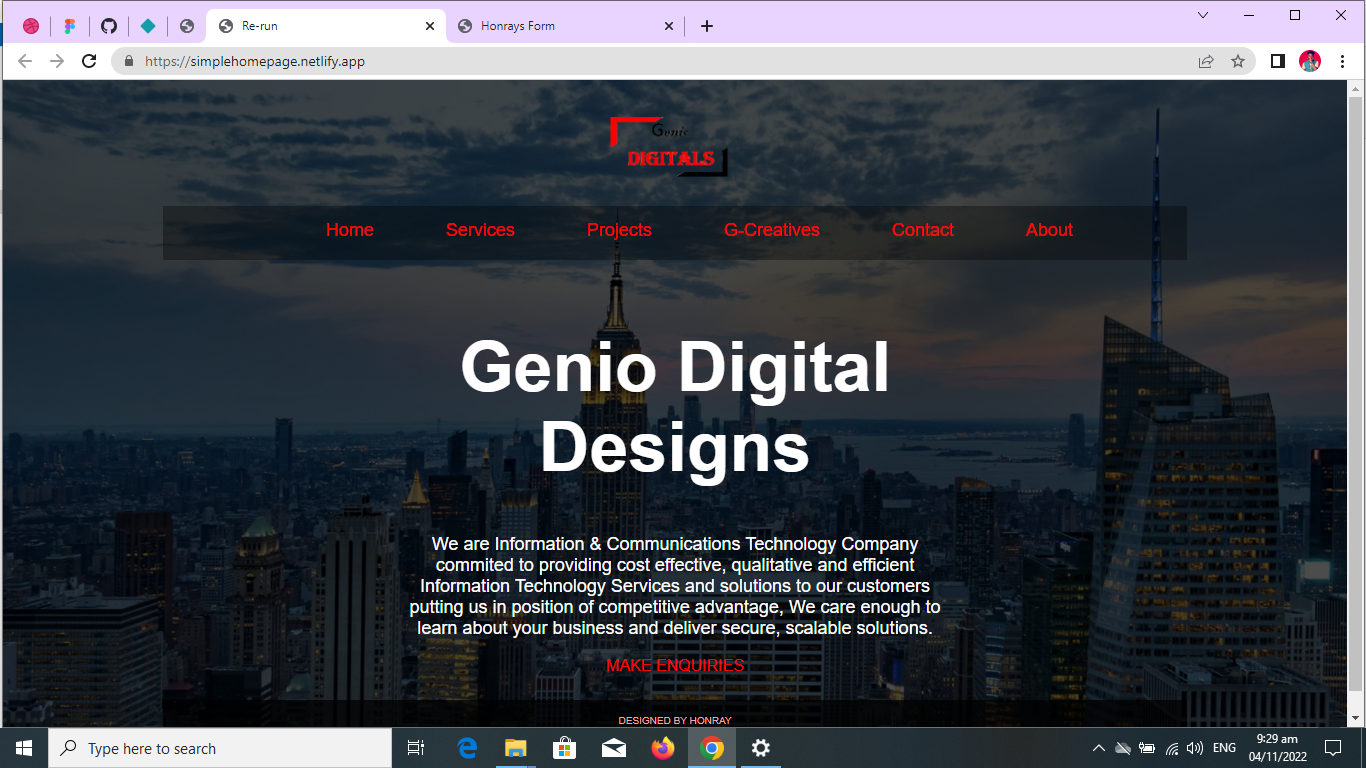 Re-run
Honrays Form
https://simplehomepage.netlify.app
Genio
DIGITALS
Home Services Projects G-Creatives Contact About
Genio Digital
Designs
We are Information & Communications Technology Company
commited to providing cost effective, qualitative and efficient
Information Technology Services and solutions to our customers
putting us in position of competitive advantage, We care enough to
learn about your business and deliver secure, scalable solutions.
MAKE ENQUIRIES
DESIGNED BY HONRAY
Type here to search
ENG
9:29 am
04/11/2022